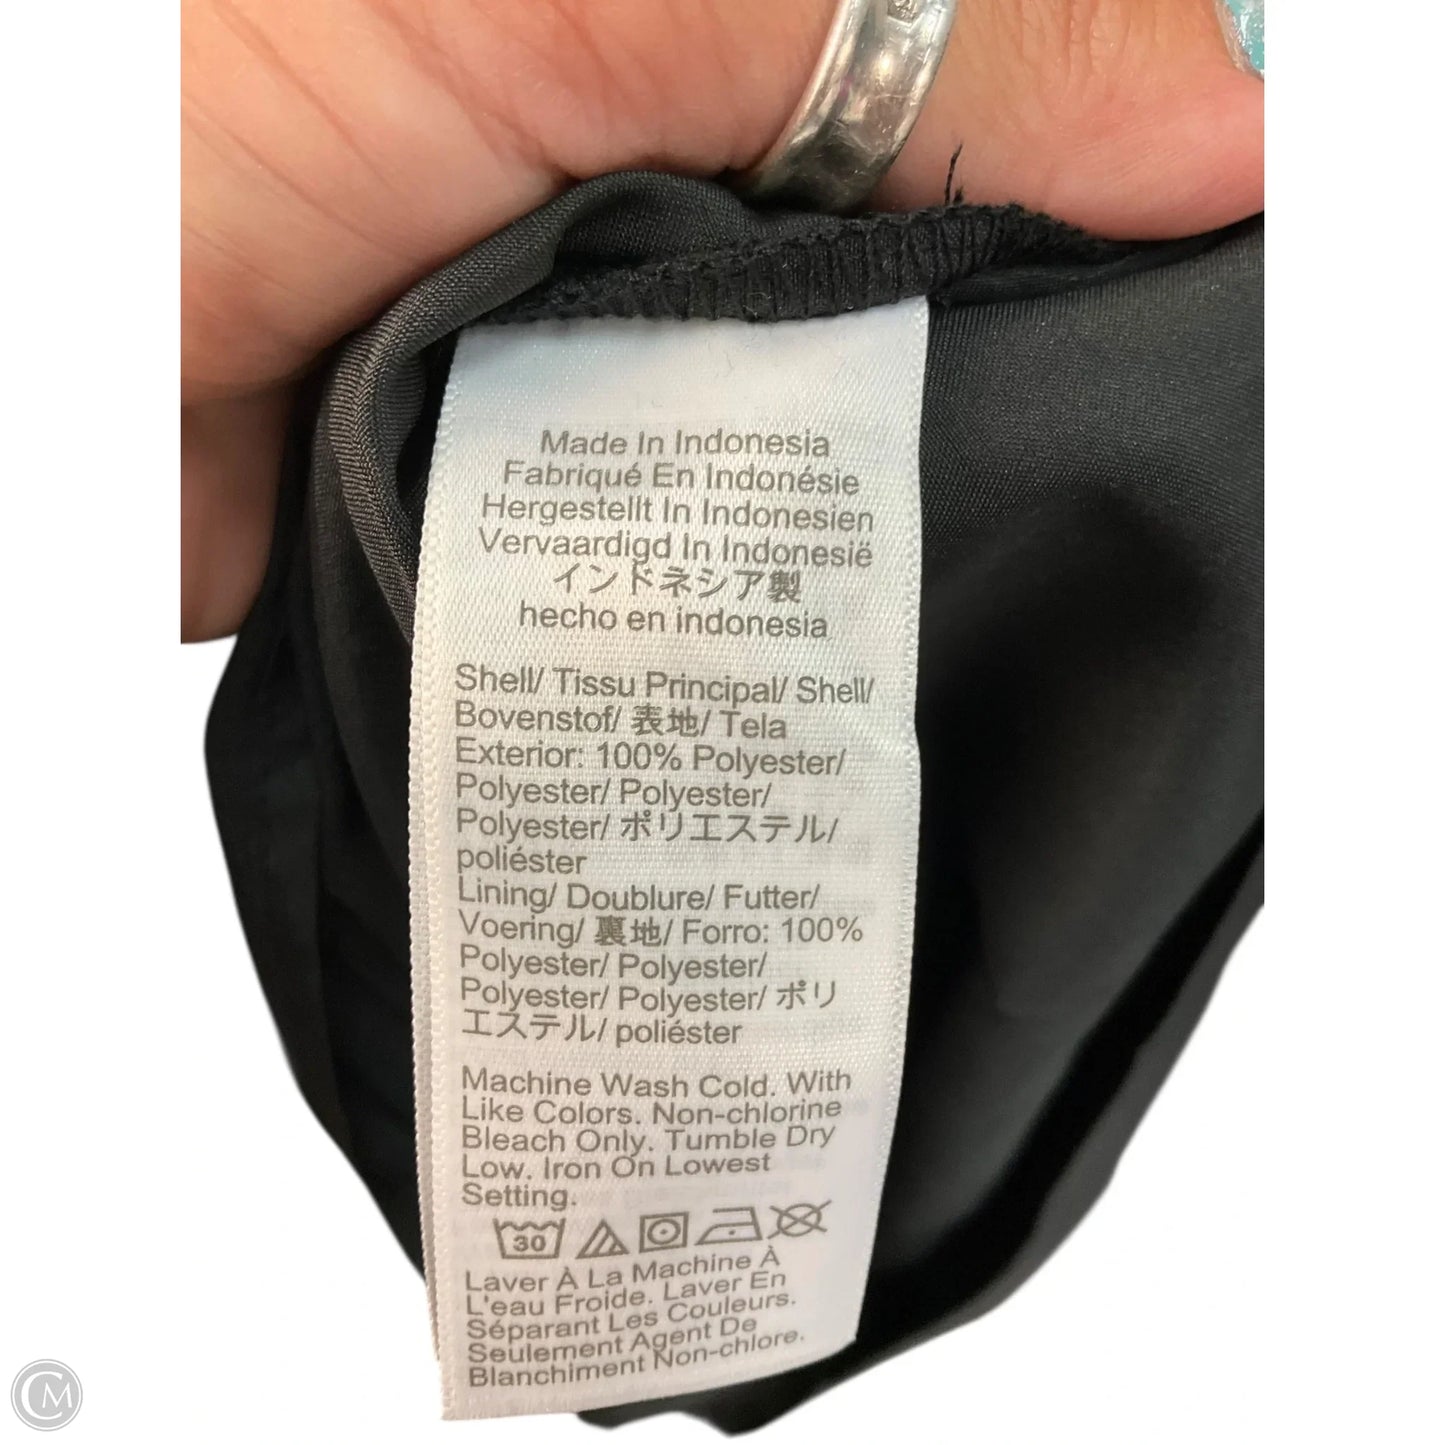 Made In Indonesia
Fabriqué En Indonésie
Hergestellt In Indonesien
Vervaardigd In Indonesië
インドネシア製
hecho en indonesia
Shell/ Tissu Principal/ Shell/
Bovenstof/ 表地/ Tela
Exterior: 100% Polyester/
Polyester/ Polyester/
Polyester/ ポリエステル/
poliéster
Lining/ Doublure/ Futter/
Voering/ 裏地/ Forro: 100%
Polyester/ Polyester/
Polyester/ Polyester/ ポリ
エステル/ poliéster
Machine Wash Cold. With
Like Colors. Non-chlorine
Bleach Only. Tumble Dry
Low. Iron On Lowest
Setting.
30
Laver À La Machine À
L'eau Froide. Laver En
Séparant Les Couleurs.
Seulement Agent De
Blanchiment Non-chlore.
CM